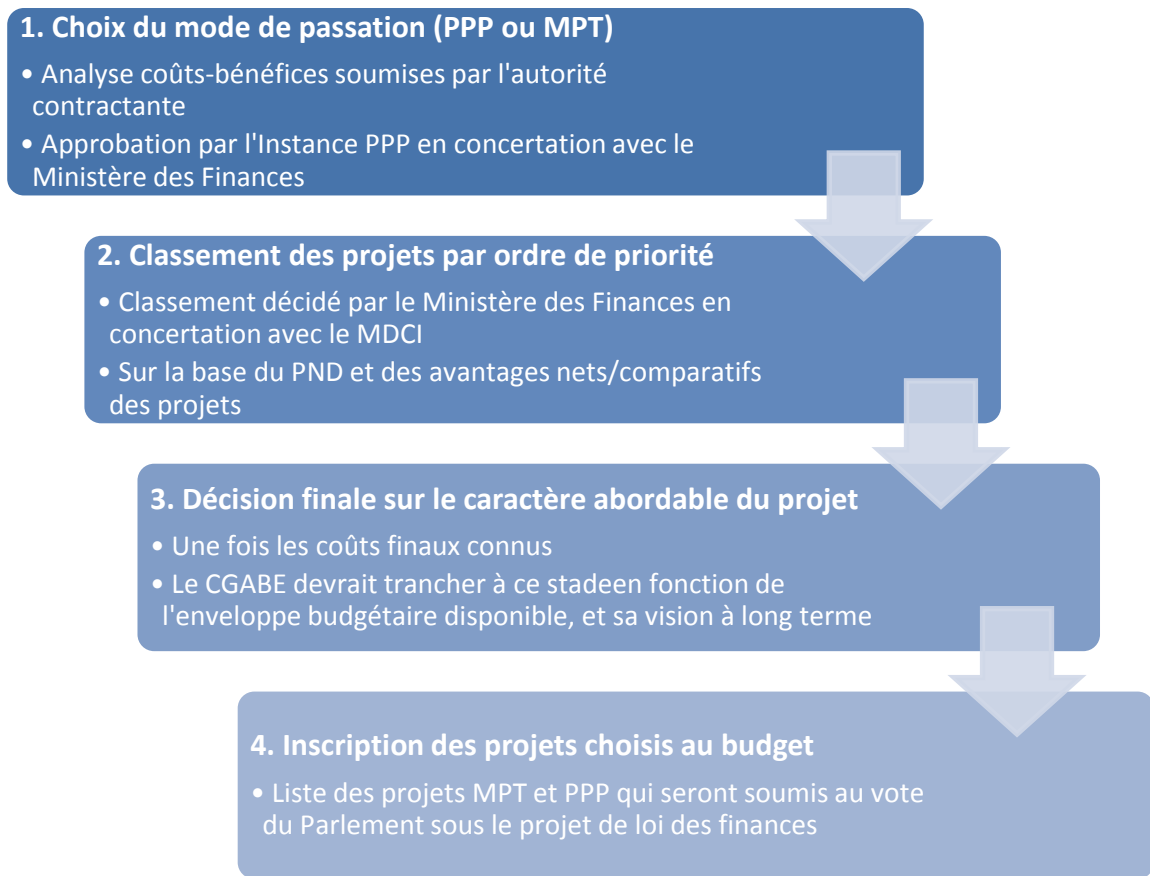 1. Choix du mode de passation (PPP ou MPT)
• Analyse coûts-bénéfices soumises par l'autorité
contractante
• Approbation par l'Instance PPP en concertation avec le
Ministère des Finances
2. Classement des projets par ordre de priorité
• Classement décidé par le Ministère des Finances en
concertation avec le MDCI
• Sur la base du PND et des avantages nets/comparatifs
des projets
3. Décision finale sur le caractère abordable du projet
• Une fois les coûts finaux connus
• Le CGABE devrait trancher à ce stadeen fonction de
l'enveloppe budgétaire disponible, et sa vision à long terme
4. Inscription des projets choisis au budget
• Liste des projets MPT et PPP qui seront soumis au vote
du Parlement sous le projet de loi des finances